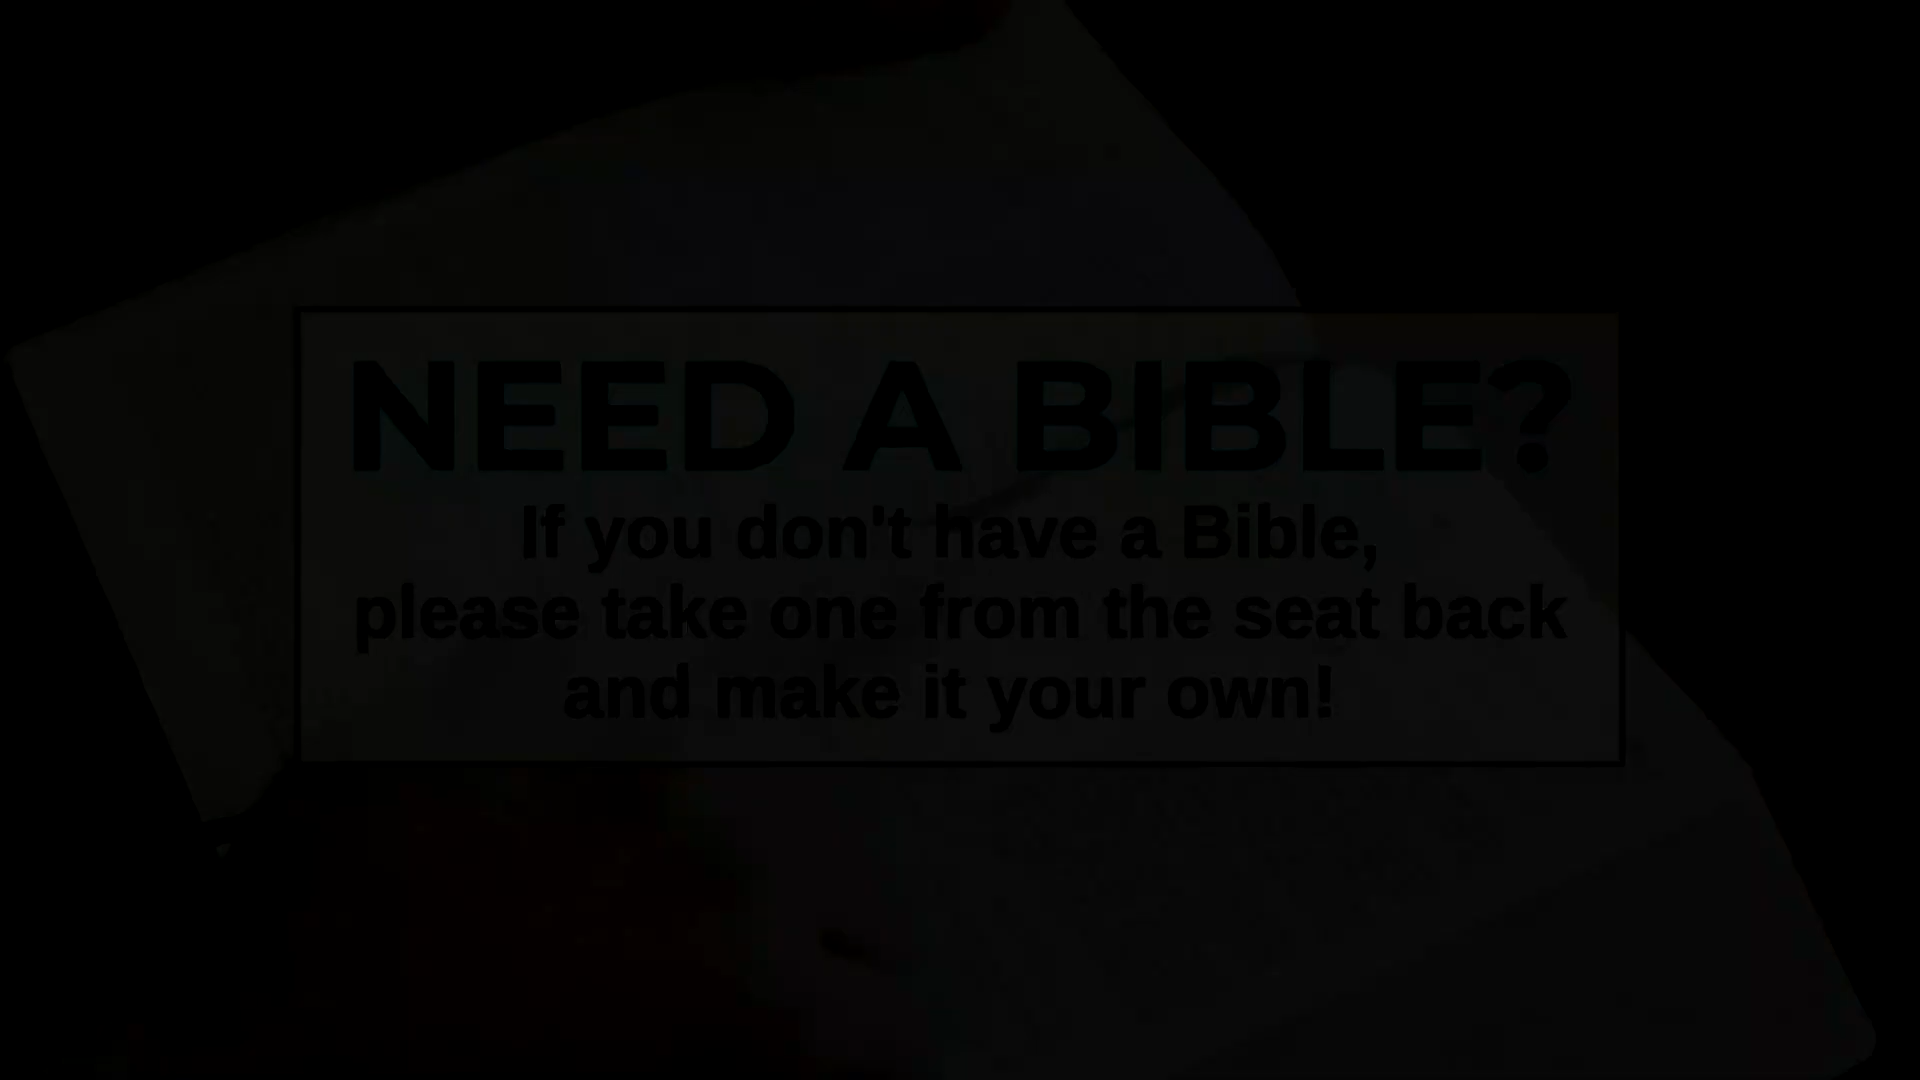 NEED A BIBLE?
If you don't have a Bible,
please take one from the seat back
and make it your own!